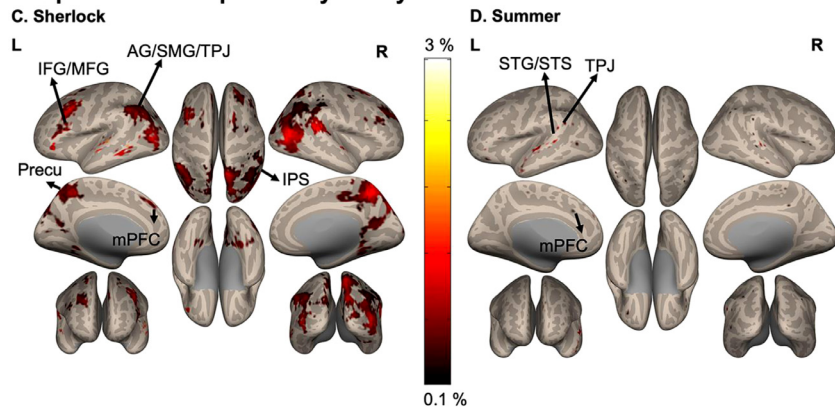 C. Sherlock
L
IFG/MFG
AG/SMG/TPJ
R
Precu
IPS
mPFC
3 %
0.1 %
D. Summer
L
STG/STS
TPJ
R
mPFC